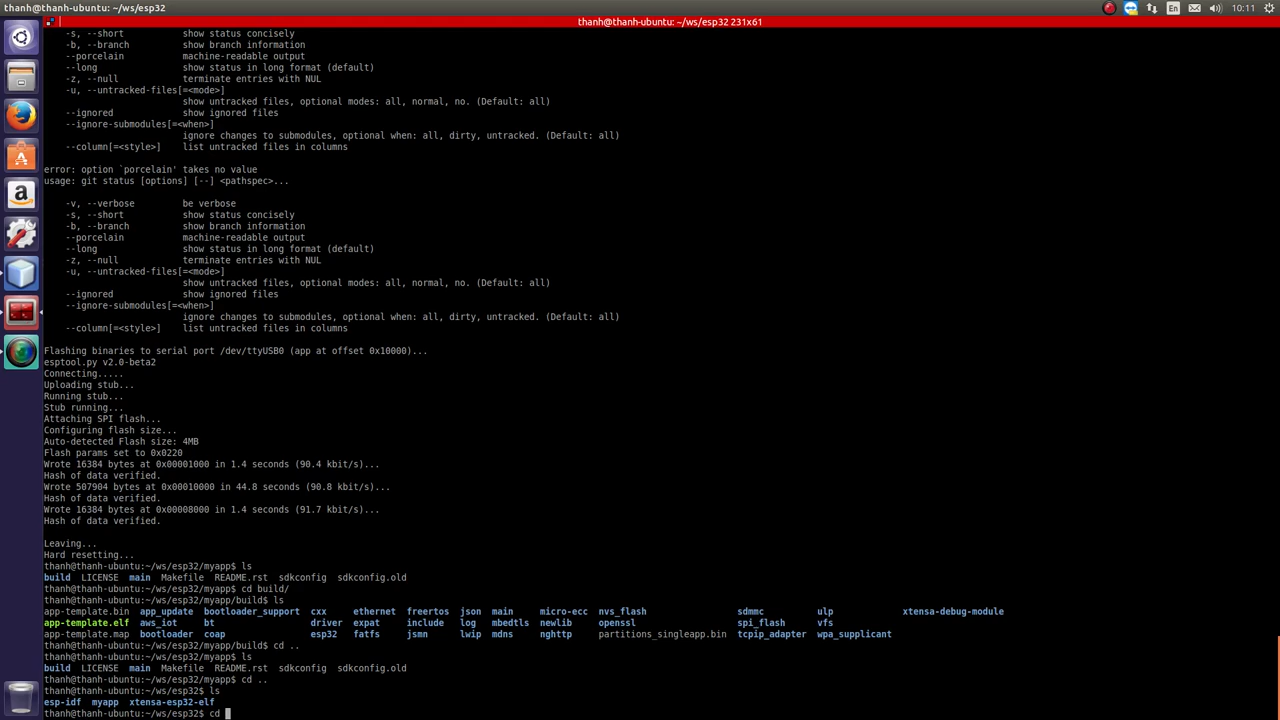 thanh@thanh-ubuntu: ~/ws/esp32
En
10:11
thanh@thanh-ubuntu: ~/ws/esp32 231x61
-s, --short show status concisely
-b, --branch show branch information
--porcelain machine-readable output
--long show status in long format (default)
-z, --null terminate entries with NUL
-u, --untracked-files[=<mode>]
show untracked files, optional modes: all, normal, no. (Default: all)
--ignored show ignored files
--ignore-submodules[=<when>]
ignore changes to submodules, optional when: all, dirty, untracked. (Default: all)
--column[=<style>] list untracked files in columns
error: option `porcelain' takes no value
usage: git status [options] [--] <pathspec>...
-v, --verbose be verbose
-s, --short show status concisely
-b, --branch show branch information
--porcelain machine-readable output
--long show status in long format (default)
-z, --null terminate entries with NUL
-u, --untracked-files[=<mode>]
show untracked files, optional modes: all, normal, no. (Default: all)
--ignored show ignored files
--ignore-submodules[=<when>]
ignore changes to submodules, optional when: all, dirty, untracked. (Default: all)
--column[=<style>] list untracked files in columns
Flashing binaries to serial port /dev/ttyUSB0 (app at offset 0x10000)...
esptool.py v2.0-beta2
Connecting.....
Uploading stub...
Running stub...
Stub running...
Attaching SPI flash...
Configuring flash size...
Auto-detected Flash size: 4MB
Flash params set to 0x0220
Wrote 16384 bytes at 0x00001000 in 1.4 seconds (90.4 kbit/s)...
Hash of data verified.
Wrote 507904 bytes at 0x00010000 in 44.8 seconds (90.8 kbit/s)...
Hash of data verified.
Wrote 16384 bytes at 0x00008000 in 1.4 seconds (91.7 kbit/s)...
Hash of data verified.
Leaving...
Hard resetting...
thanh@thanh-ubuntu:~/ws/esp32/myapp$ ls
build LICENSE main Makefile README.rst sdkconfig sdkconfig.old
thanh@thanh-ubuntu:~/ws/esp32/myapp$ cd build/
thanh@thanh-ubuntu:~/ws/esp32/myapp/build$ ls
app-template.bin app_update bootloader_support cxx ethernet freertos json main micro-ecc nvs_flash sdmmc ulp xtensa-debug-module
app-template.elf aws_iot bt driver expat include log mbedtls newlib openssl spi_flash vfs
app-template.map bootloader coap esp32 fatfs jsmn lwip mdns nghttp partitions_singleapp.bin tcpip_adapter wpa_supplicant
thanh@thanh-ubuntu:~/ws/esp32/myapp/build$ cd ..
thanh@thanh-ubuntu:~/ws/esp32/myapp$ ls
build LICENSE main Makefile README.rst sdkconfig sdkconfig.old
thanh@thanh-ubuntu:~/ws/esp32/myapp$ cd ..
thanh@thanh-ubuntu:~/ws/esp32$ ls
esp-idf myapp xtensa-esp32-elf
thanh@thanh-ubuntu:~/ws/esp32$ cd